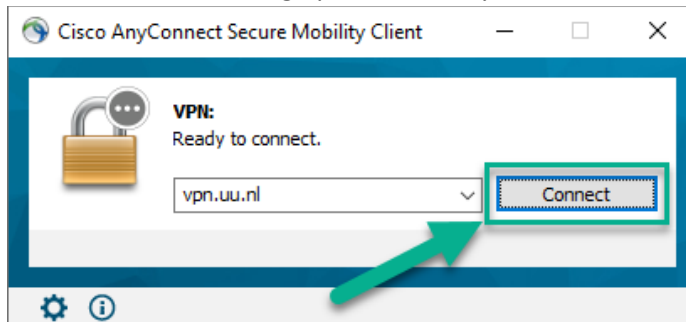 Cisco AnyConnect Secure Mobility Client
VPN:
Ready to connect.
vpn.uu.nl
Connect